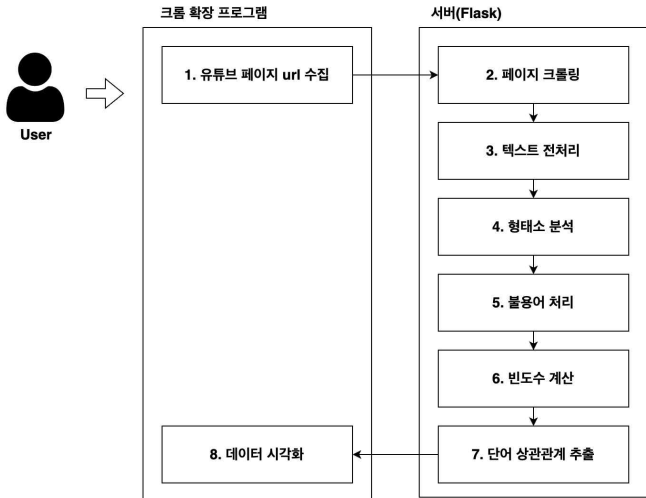 크롬 확장 프로그램
서버(Flask)
User
1. 유튜브 페이지 url 수집
2. 페이지 크롤링
3. 텍스트 전처리
4. 형태소 분석
5. 불용어 처리
6. 빈도수 계산
7. 단어 상관관계 추출
8. 데이터 시각화